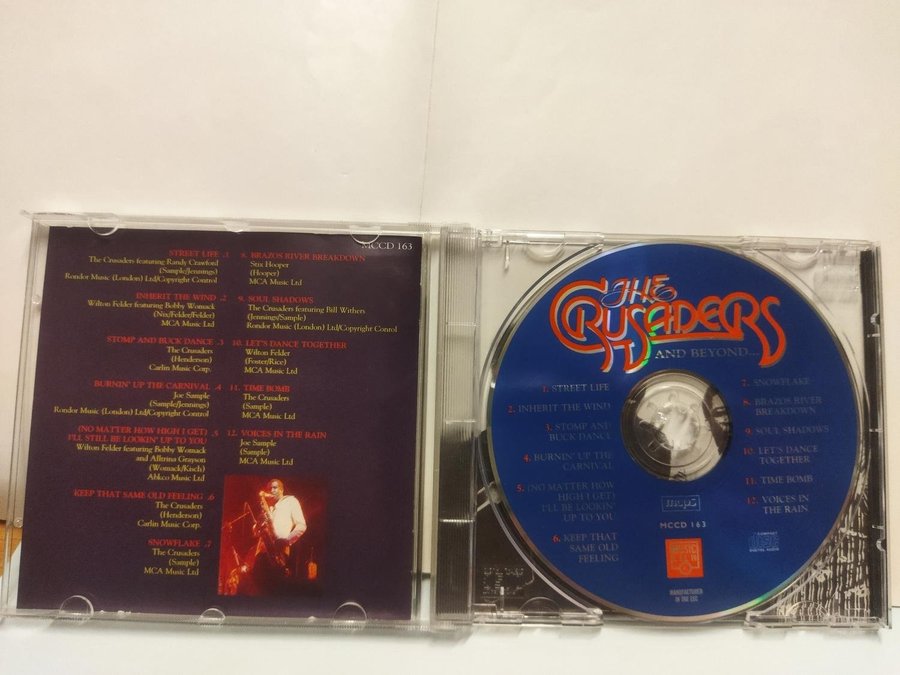 MCCD 163
STREET LIFE .1
The Crusaders featuring Randy Crawford
(Sample/Jennings)
Rondor Music (London) Ltd/Copyright Control
INHERIT THE WIND .2
Wilton Felder featuring Bobby Womack
(Nix/Felder/Felder)
MCA Music Ltd
STOMP AND BUCK DANCE .3
The Crusaders
(Henderson)
Carlin Music Corp.
BURNIN' UP THE CARNIVAL .4
Joe Sample
(Sample/Jennings)
Rondor Music (London) Ltd/Copyright Control
(NO MATTER HOW HIGH I GET) .5
I'LL STILL BE LOOKIN' UP TO YOU
Wilton Felder featuring Bobby Womack
and Alltrina Grayson
(Womack/Kisch)
Abkco Music Ltd
KEEP THAT SAME OLD FEELING .6
The Crusaders
(Henderson)
Carlin Music Corp.
SNOWFLAKE .7
The Crusaders
(Sample)
MCA Music Ltd
8. BRAZOS RIVER BREAKDOWN
Stix Hooper
(Hooper)
MCA Music Ltd
9. SOUL SHADOWS
The Crusaders featuring Bill Withers
(Jennings/Sample)
Rondor Music (London) Ltd/Copyright Conrol
10. LET'S DANCE TOGETHER
Wilton Felder
(Foster/Rice)
MCA Music Ltd
11. TIME BOMB
The Crusaders
(Sample)
MCA Music Ltd
12. VOICES IN THE RAIN
Joe Sample
(Sample)
MCA Music Ltd
THE
CRUSADERS
AND BEYOND...
1. STREET LIFE
2. INHERIT THE WIND
3. STOMP AND
BUCK DANCE
4. BURNIN' UP THE
CARNIVAL
5. (NO MATTER HOW
HIGH I GET)
I'LL BE LOOKIN'
UP TO YOU
6. KEEP THAT
SAME OLD
FEELING
7. SNOWFLAKE
8. BRAZOS RIVER
BREAKDOWN
9. SOUL SHADOWS
10. LET'S DANCE
TOGETHER
11. TIME BOMB
12. VOICES IN
THE RAIN
mcps
MCCD 163
MUSIC
CLUB
MANUFACTURED
IN THE EEC
COMPACT
disc
DIGITAL AUDIO